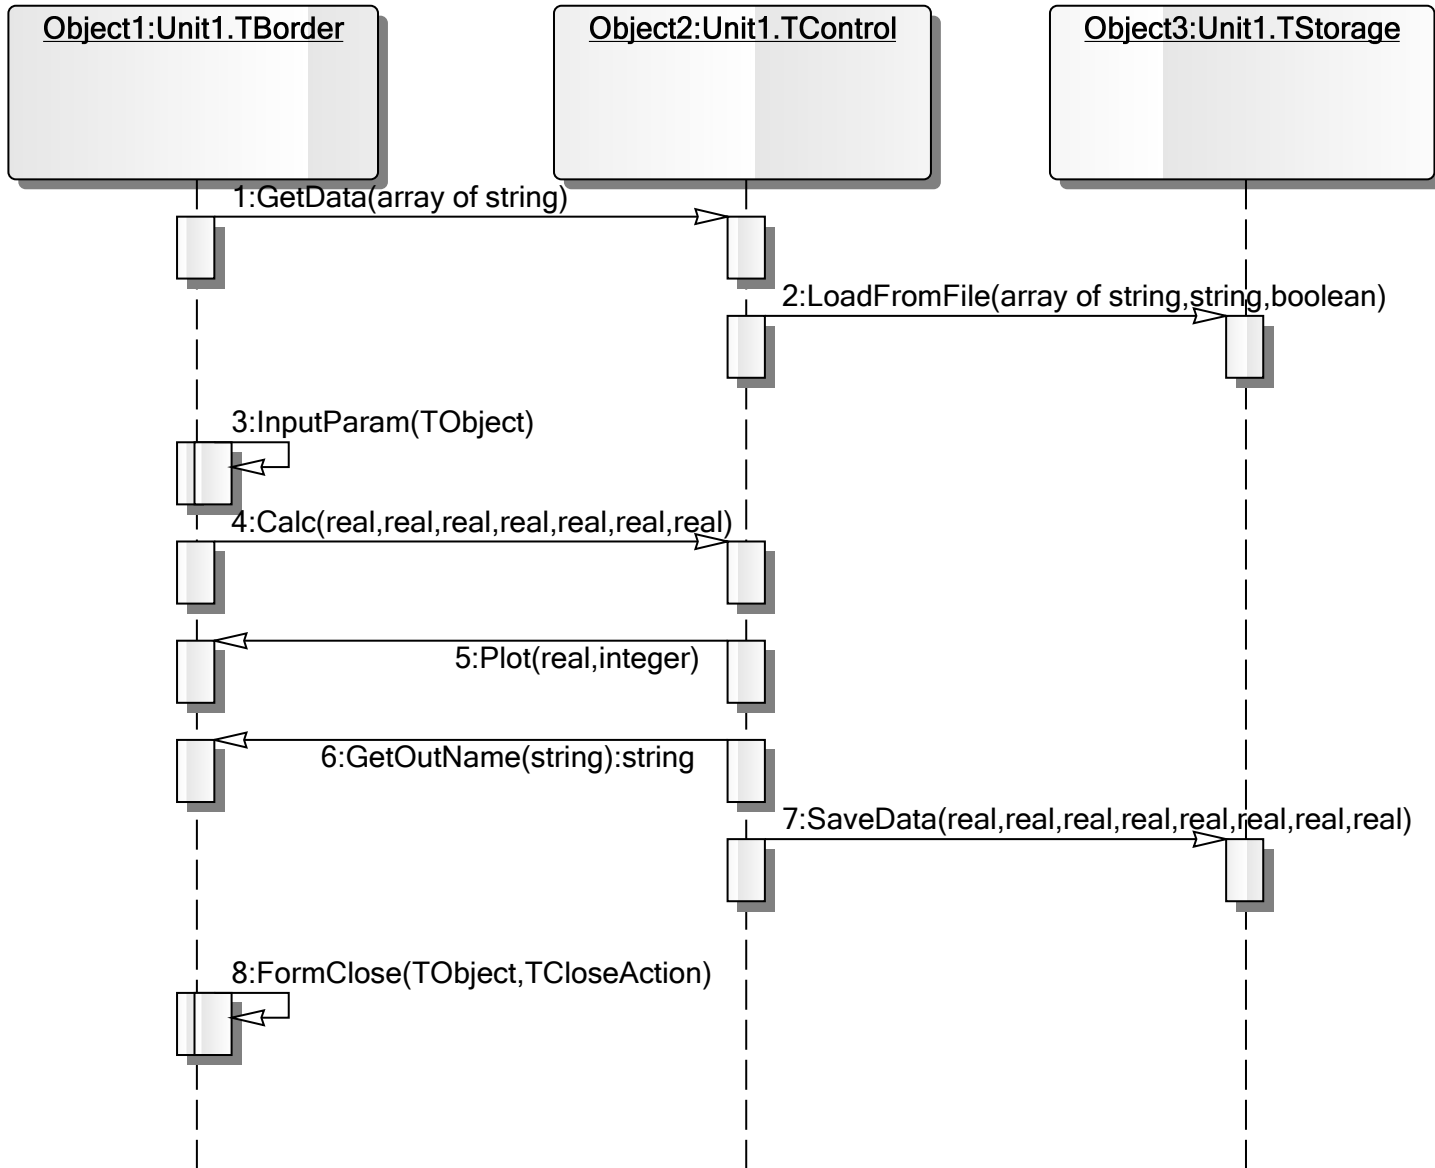 Object1:Unit1.TBorder
Object2:Unit1.TControl
Object3:Unit1.TStorage
1:GetData(array of string)
2:LoadFromFile(array of string,string,boolean)
3:InputParam(TObject)
4:Calc(real,real,real,real,real,real,real)
5:Plot(real,integer)
6:GetOutName(string):string
7:SaveData(real,real,real,real,real,real,real,real)
8:FormClose(TObject,TCloseAction)